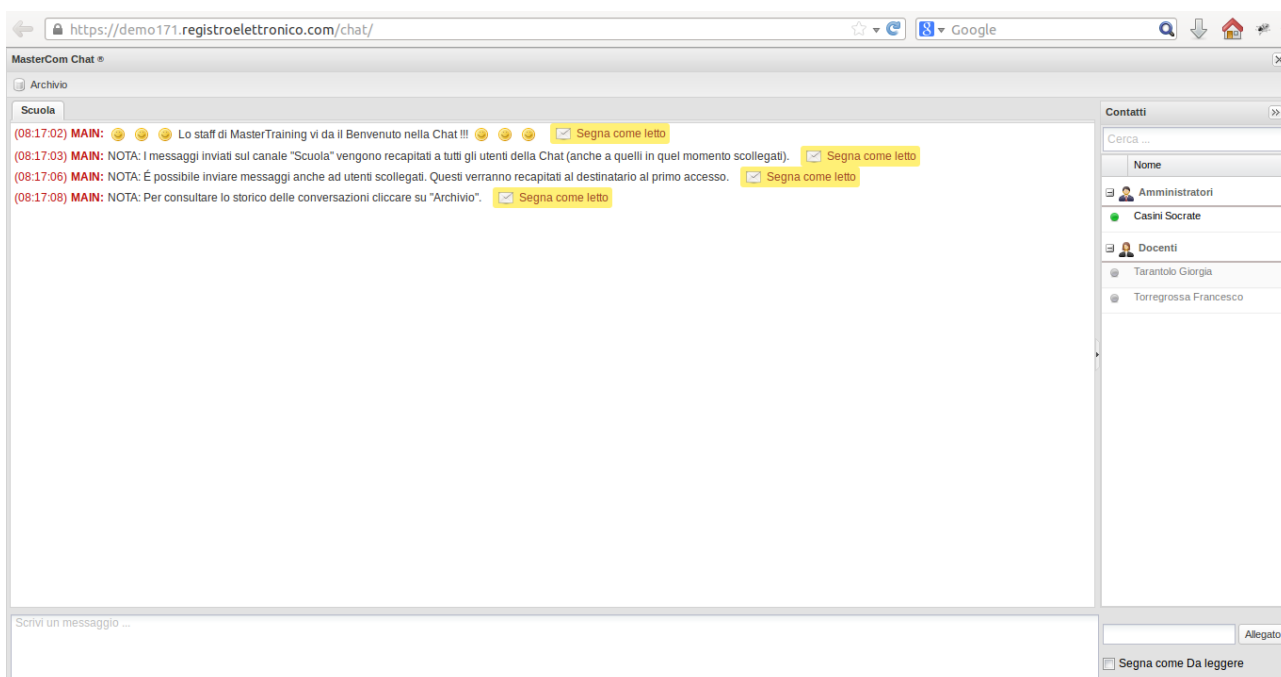 https://demo171.registroelettronico.com/chat/ Google
MasterCom Chat ®
Archivio
Scuola
(08:17:02) MAIN: Lo staff di MasterTraining vi da il Benvenuto nella Chat !!! Segna come letto
(08:17:03) MAIN: NOTA: I messaggi inviati sul canale "Scuola" vengono recapitati a tutti gli utenti della Chat (anche a quelli in quel momento scollegati). Segna come letto
(08:17:06) MAIN: NOTA: É possibile inviare messaggi anche ad utenti scollegati. Questi verranno recapitati al destinatario al primo accesso. Segna come letto
(08:17:08) MAIN: NOTA: Per consultare lo storico delle conversazioni cliccare su "Archivio". Segna come letto
Contatti
Cerca ...
Nome
Amministratori
Casini Socrate
Docenti
Tarantolo Giorgia
Torregrossa Francesco
Scrivi un messaggio ...
Allegato
Segna come Da leggere